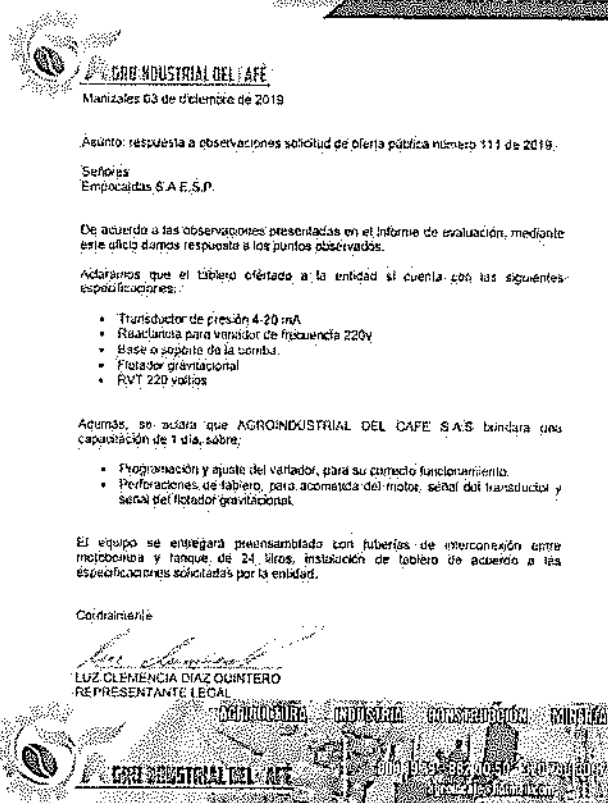 AGROINDUSTRIAL DEL CAFÉ
Manizales 03 de diciembre de 2019
Asunto: respuesta a observaciones solicitud de oferta pública número 111 de 2019.
Señores
Empocaldas S.A E.S.P.
De acuerdo a las observaciones presentadas en el informe de evaluación, mediante
este oficio damos respuesta a los puntos observados.
Aclaramos que el tablero ofertado a la entidad si cuenta con las siguientes
especificaciones:
• Transductor de presión 4-20 mA
• Reactancia para variador de frecuencia 220v
• Base o soporte de la bomba.
• Flotador gravitacional
• RVT 220 voltios
Además, se aclara que AGROINDUSTRIAL DEL CAFE S.A.S brindara una
capacitación de 1 día, sobre:
• Programación y ajuste del variador, para su correcto funcionamiento.
• Perforaciones de tablero, para acometida del motor, señal del transductor y
señal del flotador gravitacional.
El equipo se entregará preensamblado con tuberías de interconexión entre
motobomba y tanque de 24 litros, instalación de tablero de acuerdo a las
especificaciones solicitadas por la entidad.
Cordialmente
LUZ CLEMENCIA DIAZ QUINTERO
REPRESENTANTE LEGAL
AGRICULTURA INDUSTRIA CONSTRUCCIÓN MINERÍA
AGROINDUSTRIAL DEL CAFE